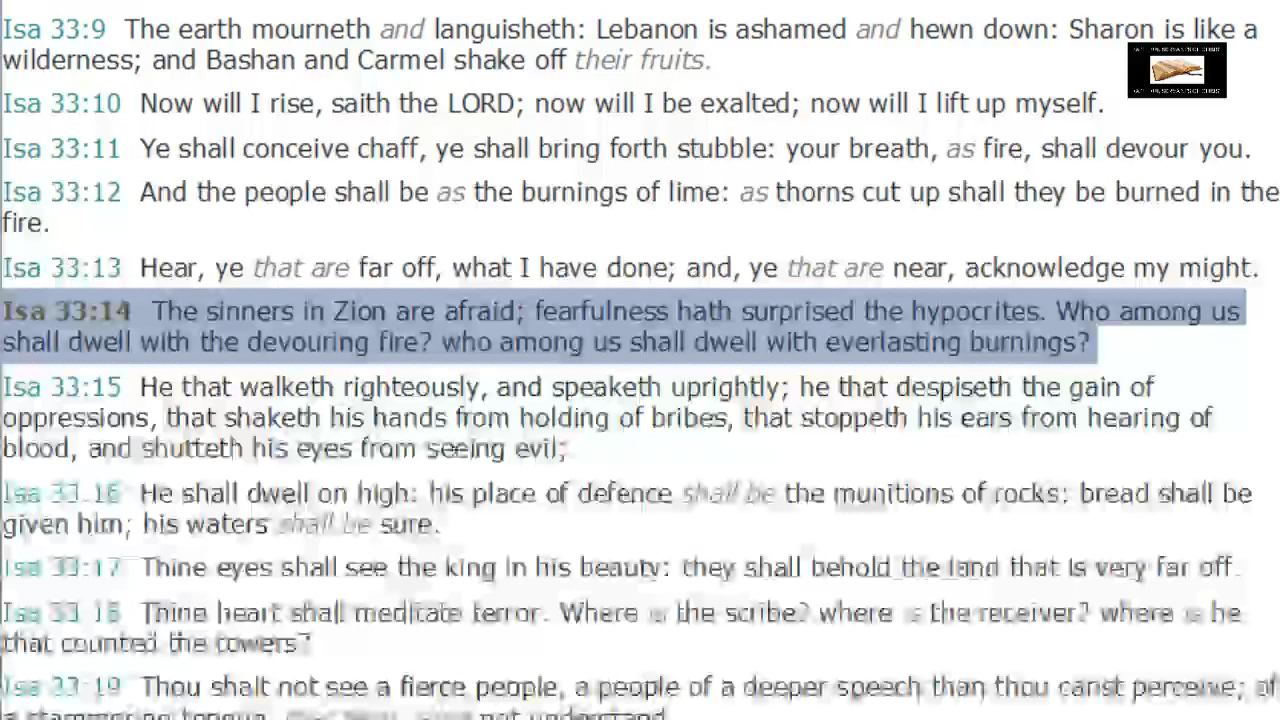 Isa 33:9 The earth mourneth and languisheth: Lebanon is ashamed and hewn down: Sharon is like a
wilderness; and Bashan and Carmel shake off their fruits.
Isa 33:10 Now will I rise, saith the LORD; now will I be exalted; now will I lift up myself.
Isa 33:11 Ye shall conceive chaff, ye shall bring forth stubble: your breath, as fire, shall devour you.
Isa 33:12 And the people shall be as the burnings of lime: as thorns cut up shall they be burned in the
fire.
Isa 33:13 Hear, ye that are far off, what I have done; and, ye that are near, acknowledge my might.
Isa 33:14 The sinners in Zion are afraid; fearfulness hath surprised the hypocrites. Who among us
shall dwell with the devouring fire? who among us shall dwell with everlasting burnings?
Isa 33:15 He that walketh righteously, and speaketh uprightly; he that despiseth the gain of
oppressions, that shaketh his hands from holding of bribes, that stoppeth his ears from hearing of
blood, and shutteth his eyes from seeing evil;
Isa 33:16 He shall dwell on high: his place of defence shall be the munitions of rocks: bread shall be
given him; his waters shall be sure.
Isa 33:17 Thine eyes shall see the king in his beauty: they shall behold the land that is very far off.
Isa 33:18 Thine heart shall meditate terror. Where is the scribe? where is the receiver? where is he
that counted the towers?
Isa 33:19 Thou shalt not see a fierce people, a people of a deeper speech than thou canst perceive; of
a stammering tongue, not understand.